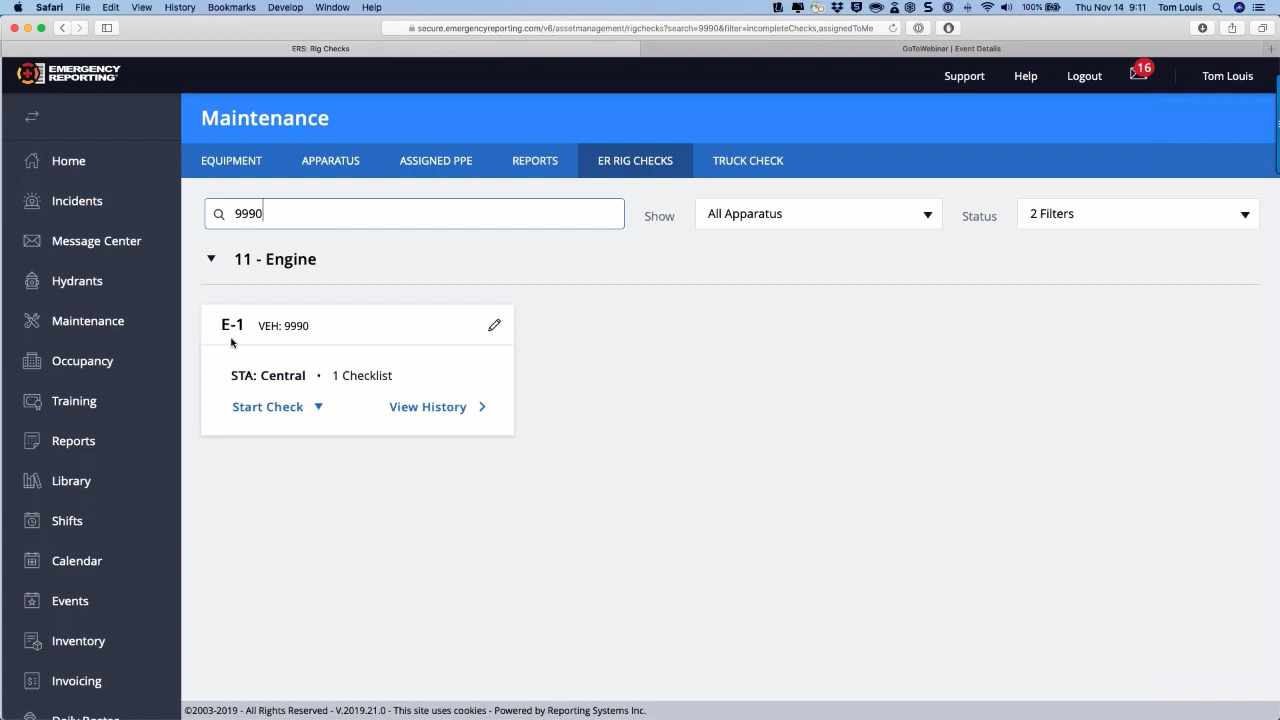 Safari File Edit View History Bookmarks Develop Window Help 100% Thu Nov 14 9:11 Tom Louis
secure.emergencyreporting.com/v6/assetmanagement/rigchecks?search=9990&filter=incompleteChecks,assignedToMe
ERS: Rig Checks GoToWebinar | Event Details
EMERGENCY REPORTING Support Help Logout 16 Tom Louis
Maintenance
EQUIPMENT APPARATUS ASSIGNED PPE REPORTS ER RIG CHECKS TRUCK CHECK
9990 Show All Apparatus Status 2 Filters
11 - Engine
E-1 VEH: 9990
STA: Central • 1 Checklist
Start Check View History
Home
Incidents
Message Center
Hydrants
Maintenance
Occupancy
Training
Reports
Library
Shifts
Calendar
Events
Inventory
Invoicing
©2003-2019 - All Rights Reserved - V.2019.21.0 - This site uses cookies - Powered by Reporting Systems Inc.